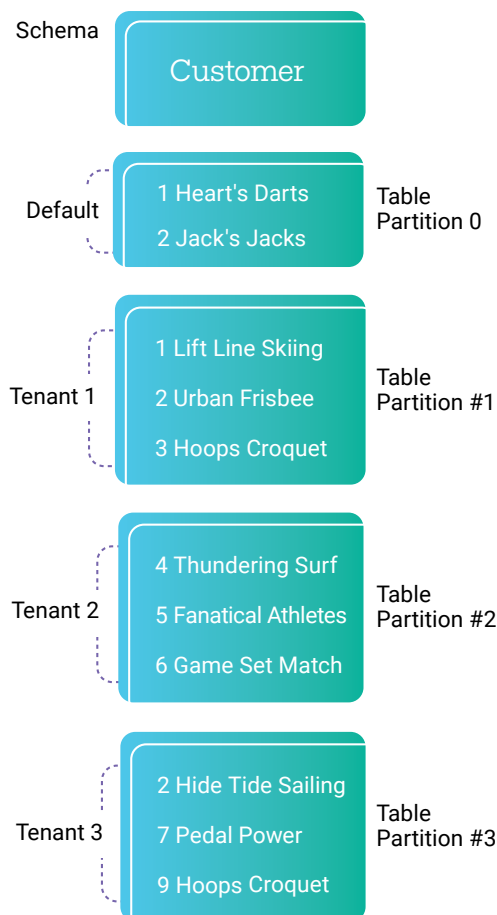 Schema
Customer
Default
1 Heart's Darts
2 Jack's Jacks
Table
Partition 0
Tenant 1
1 Lift Line Skiing
2 Urban Frisbee
3 Hoops Croquet
Table
Partition #1
Tenant 2
4 Thundering Surf
5 Fanatical Athletes
6 Game Set Match
Table
Partition #2
Tenant 3
2 Hide Tide Sailing
7 Pedal Power
9 Hoops Croquet
Table
Partition #3